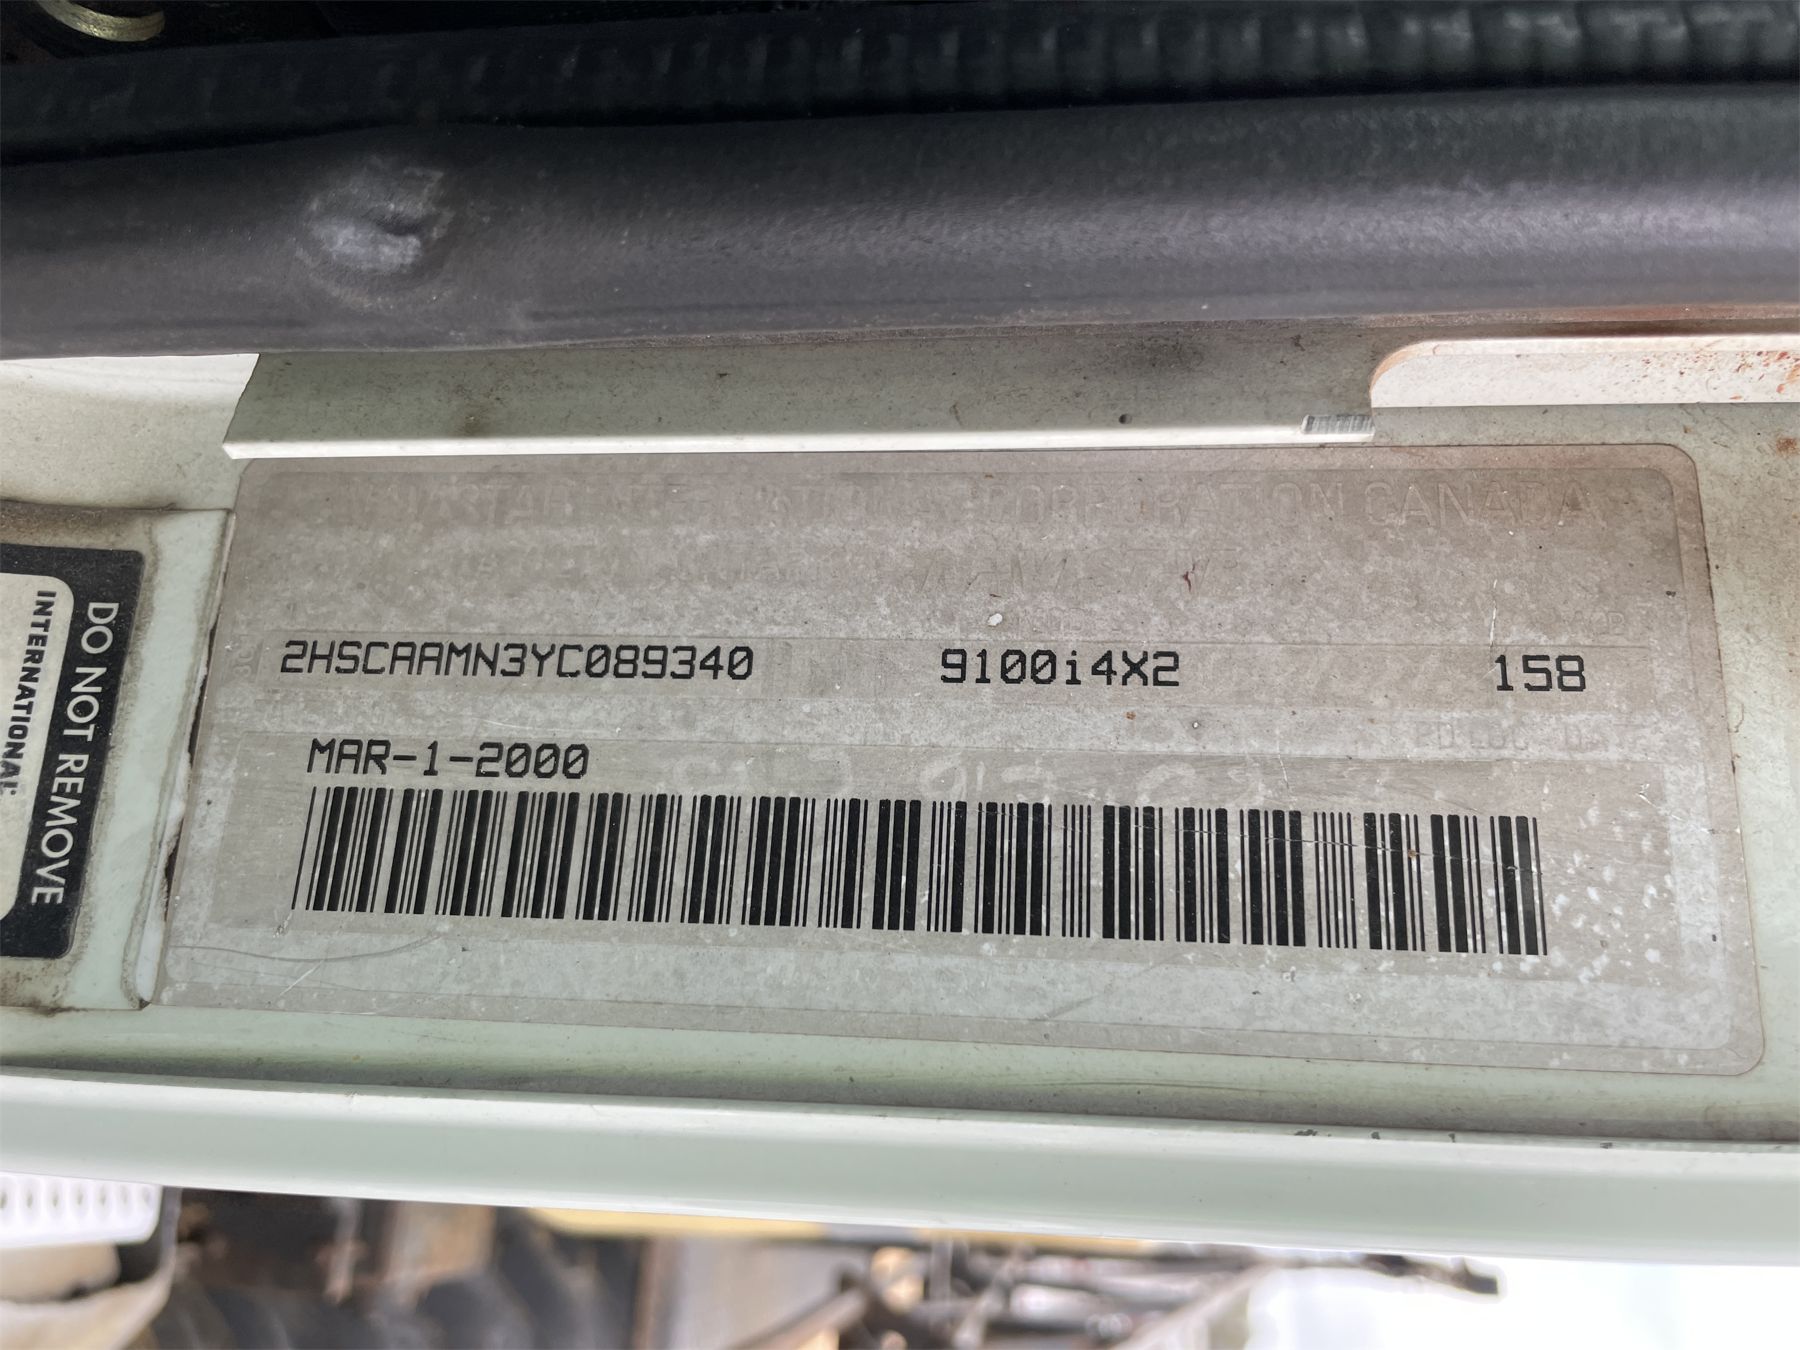 NAVISTAR INTERNATIONAL CORPORATION CANADA
2HSCAAMN3YC089340 9100i4X2 158
MAR-1-2000
DO NOT REMOVE
INTERNATIONAL